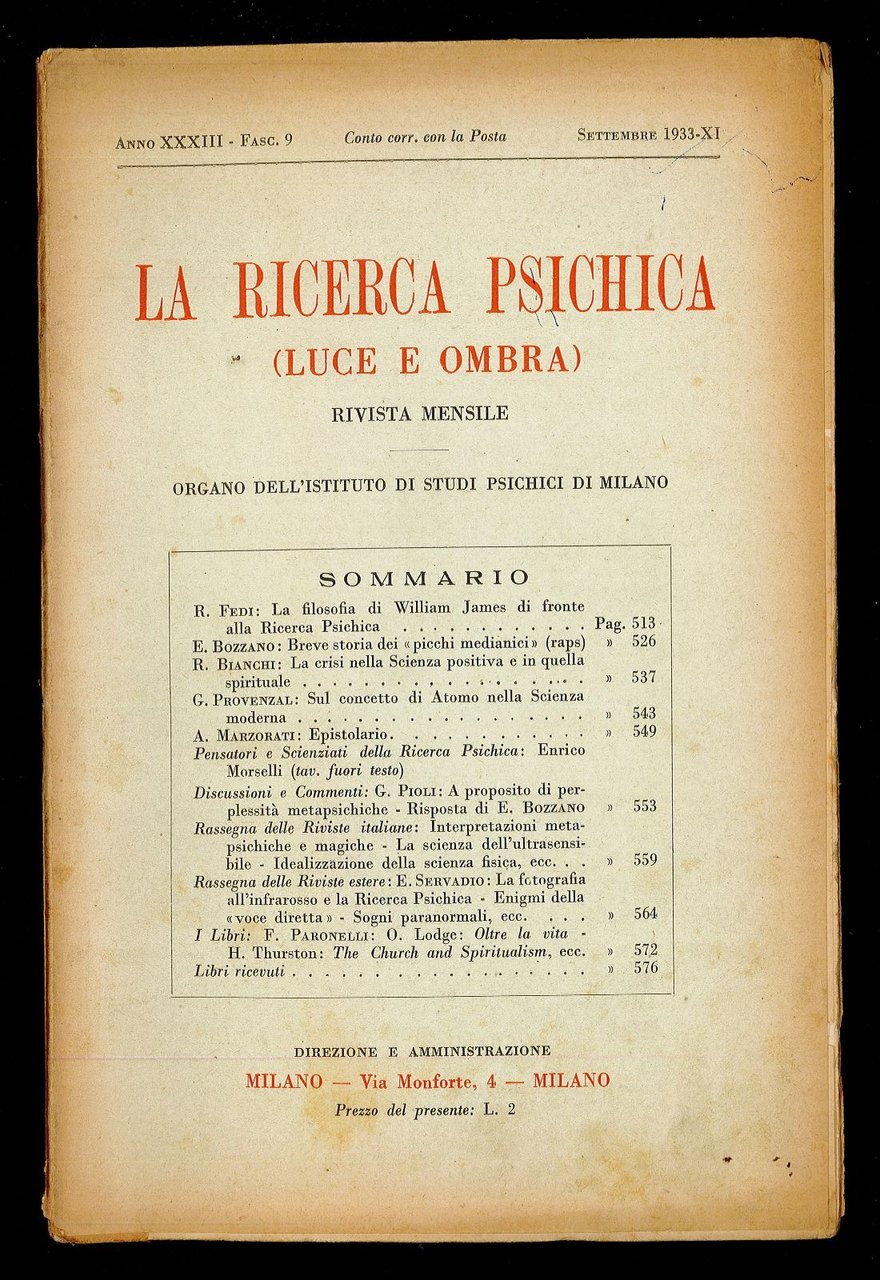 ANNO XXXIII - FASC. 9 Conto corr. con la Posta SETTEMBRE 1933-XI
LA RICERCA PSICHICA
(LUCE E OMBRA)
RIVISTA MENSILE
ORGANO DELL'ISTITUTO DI STUDI PSICHICI DI MILANO
SOMMARIO
R. FEDI: La filosofia di William James di fronte
alla Ricerca Psichica . . . . . . . . . . . . Pag. 513
E. BOZZANO: Breve storia dei «picchi medianici» (raps) » 526
R. BIANCHI: La crisi nella Scienza positiva e in quella
spirituale . . . . . . . . . . . . . . . . . . . » 537
G. PROVENZAL: Sul concetto di Atomo nella Scienza
moderna . . . . . . . . . . . . . . . . . . . » 543
A. MARZORATI: Epistolario. . . . . . . . . . . . » 549
Pensatori e Scienziati della Ricerca Psichica: Enrico
Morselli (tav. fuori testo)
Discussioni e Commenti: G. PIOLI: A proposito di per-
plessità metapsichiche - Risposta di E. BOZZANO » 553
Rassegna delle Riviste italiane: Interpretazioni meta-
psichiche e magiche - La scienza dell'ultrasensi-
bile - Idealizzazione della scienza fisica, ecc. . . » 559
Rassegna delle Riviste estere: E. SERVADIO: La fotografia
all'infrarosso e la Ricerca Psichica - Enigmi della
«voce diretta» - Sogni paranormali, ecc. . . . » 564
I Libri: F. PARONELLI: O. Lodge: Oltre la vita -
H. Thurston: The Church and Spiritualism, ecc. » 572
Libri ricevuti . . . . . . . . . . . . . . . . . . . » 576
DIREZIONE E AMMINISTRAZIONE
MILANO — Via Monforte, 4 — MILANO
Prezzo del presente: L. 2